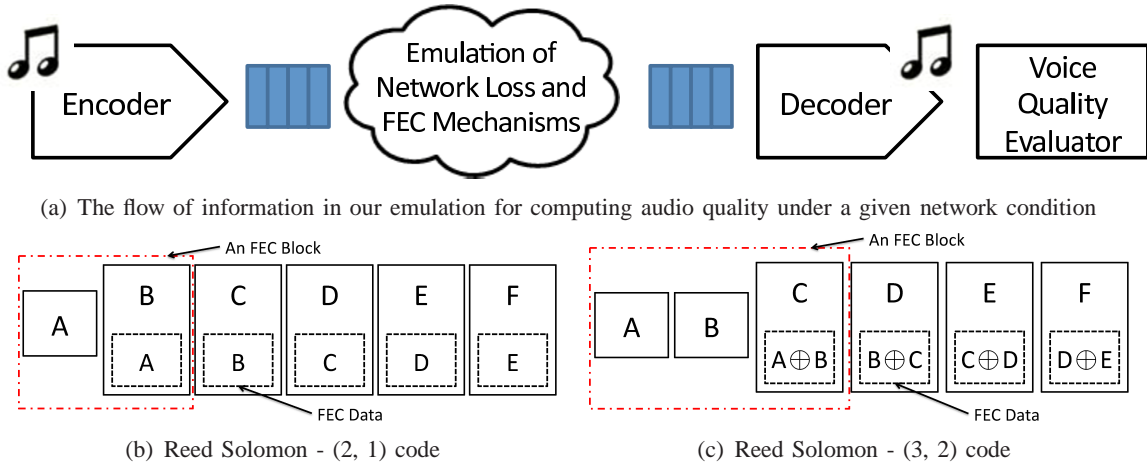 Encoder
Emulation of
Network Loss and
FEC Mechanisms
Decoder
Voice
Quality
Evaluator
(a) The flow of information in our emulation for computing audio quality under a given network condition
An FEC Block
A
B
A
C
B
D
C
E
D
F
E
FEC Data
(b) Reed Solomon - (2, 1) code
An FEC Block
A
B
C
A⊕B
D
B⊕C
E
C⊕D
F
D⊕E
FEC Data
(c) Reed Solomon - (3, 2) code